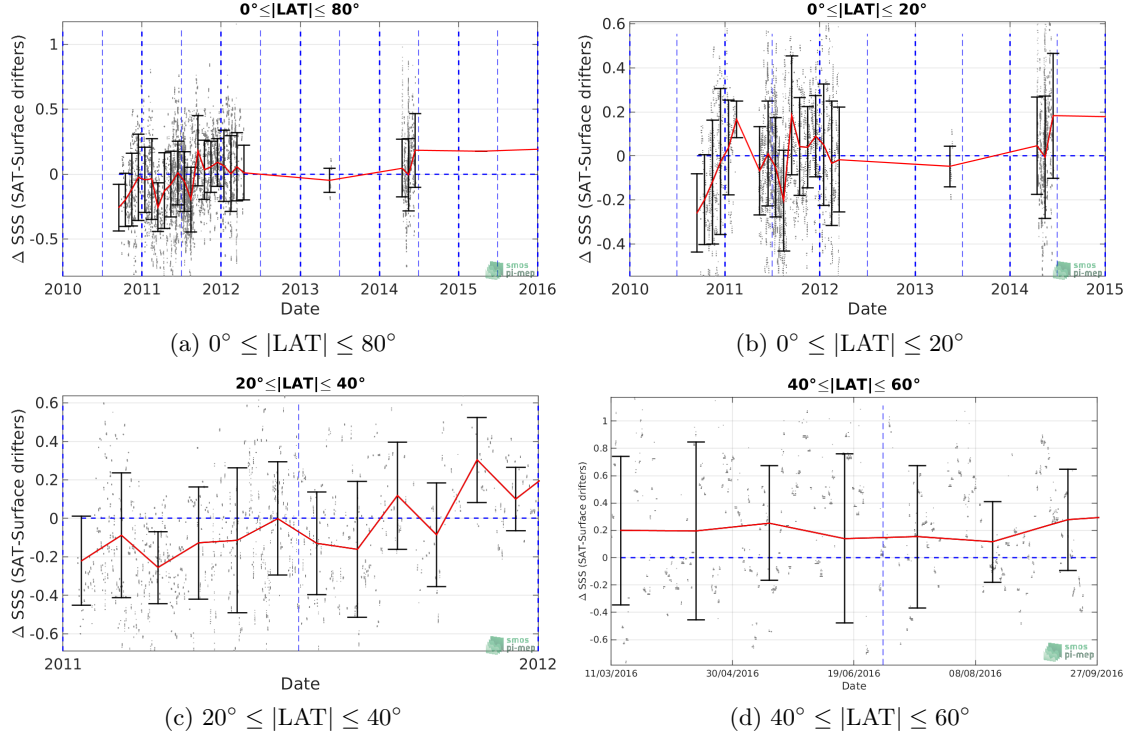 0°≤|LAT|≤ 80°
Δ SSS (SAT-Surface drifters)
1
0.5
0
-0.5
2010 2011 2012 2013 2014 2015 2016
Date
smos
pi-mep
(a) 0° ≤ |LAT| ≤ 80°
0°≤|LAT|≤ 20°
Δ SSS (SAT-Surface drifters)
0.6
0.4
0.2
0
-0.2
-0.4
2010 2011 2012 2013 2014 2015
Date
smos
pi-mep
(b) 0° ≤ |LAT| ≤ 20°
20°≤|LAT|≤ 40°
Δ SSS (SAT-Surface drifters)
0.6
0.4
0.2
0
-0.2
-0.4
-0.6
2011 2012
Date
smos
pi-mep
(c) 20° ≤ |LAT| ≤ 40°
40°≤|LAT|≤ 60°
Δ SSS (SAT-Surface drifters)
1
0.8
0.6
0.4
0.2
0
-0.2
-0.4
-0.6
11/03/2016 30/04/2016 19/06/2016 08/08/2016 27/09/2016
Date
smos
pi-mep
(d) 40° ≤ |LAT| ≤ 60°